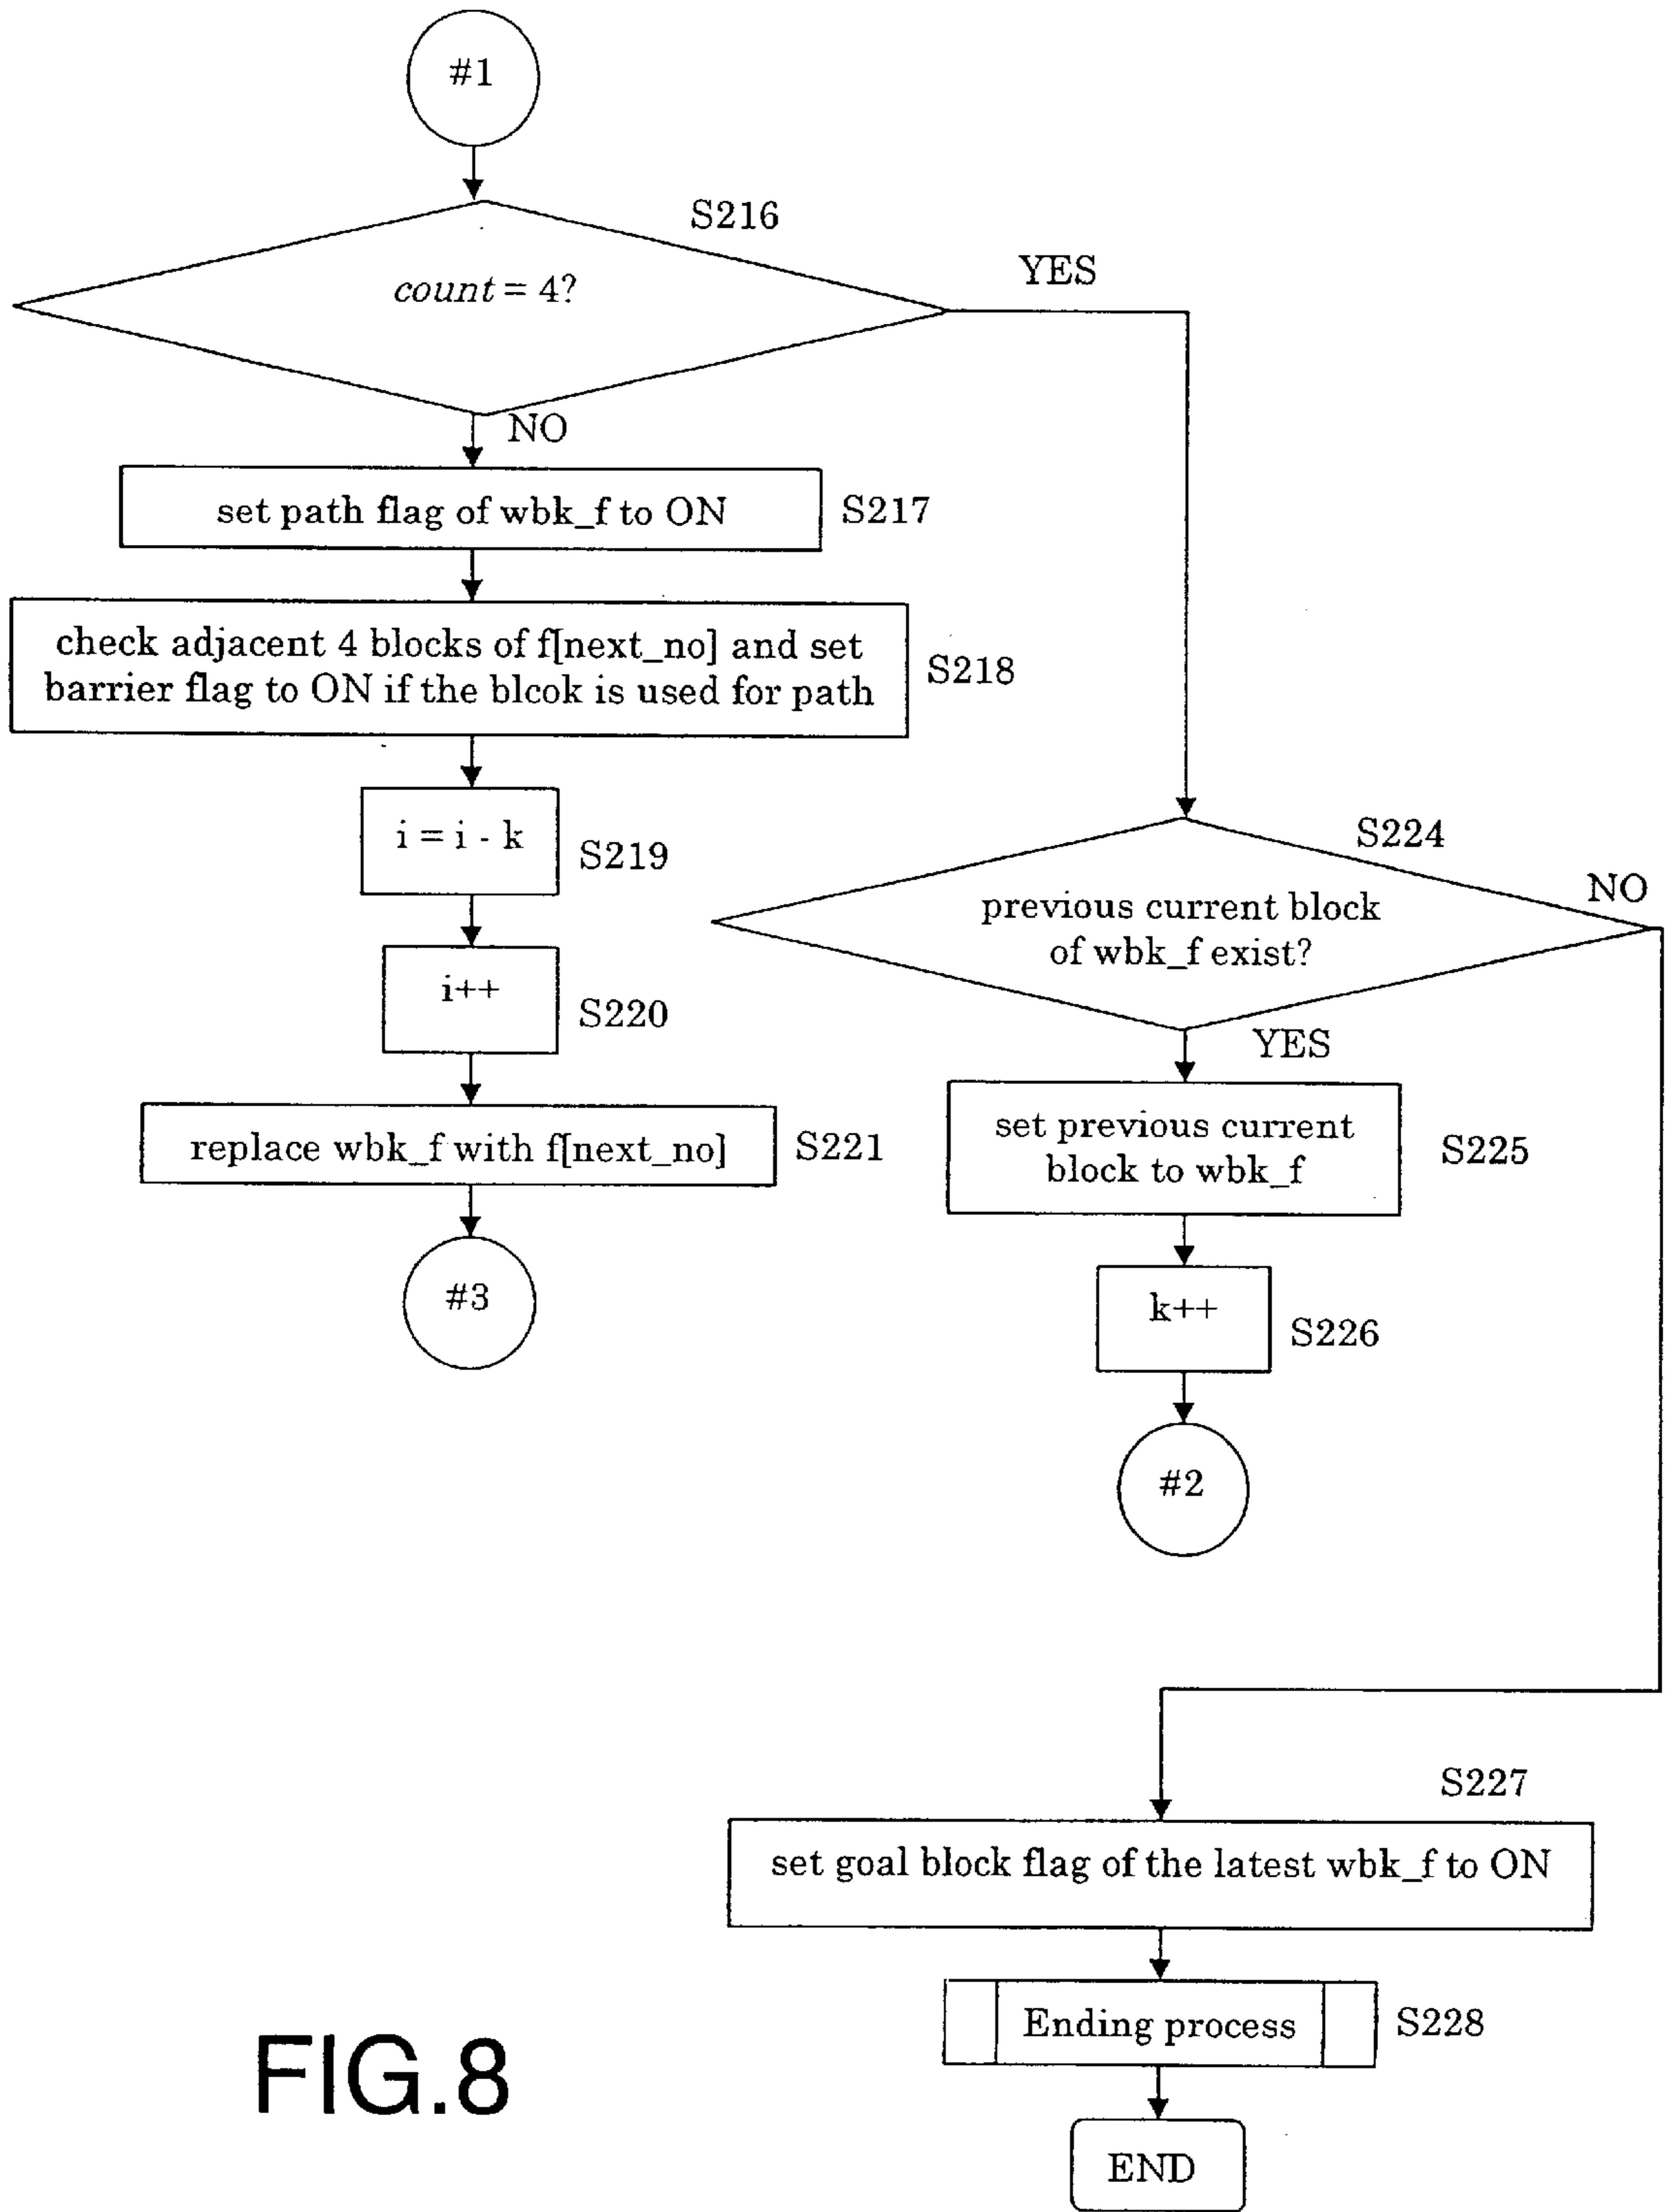 #1
S216
count = 4?
YES
NO
set path flag of wbk_f to ON
S217
check adjacent 4 blocks of f[next_no] and set
barrier flag to ON if the blcok is used for path
S218
i = i - k
S219
i++
S220
replace wbk_f with f[next_no]
S221
#3
S224
NO
previous current block
of wbk_f exist?
YES
set previous current
block to wbk_f
S225
k++
S226
#2
S227
set goal block flag of the latest wbk_f to ON
Ending process
S228
END
FIG.8